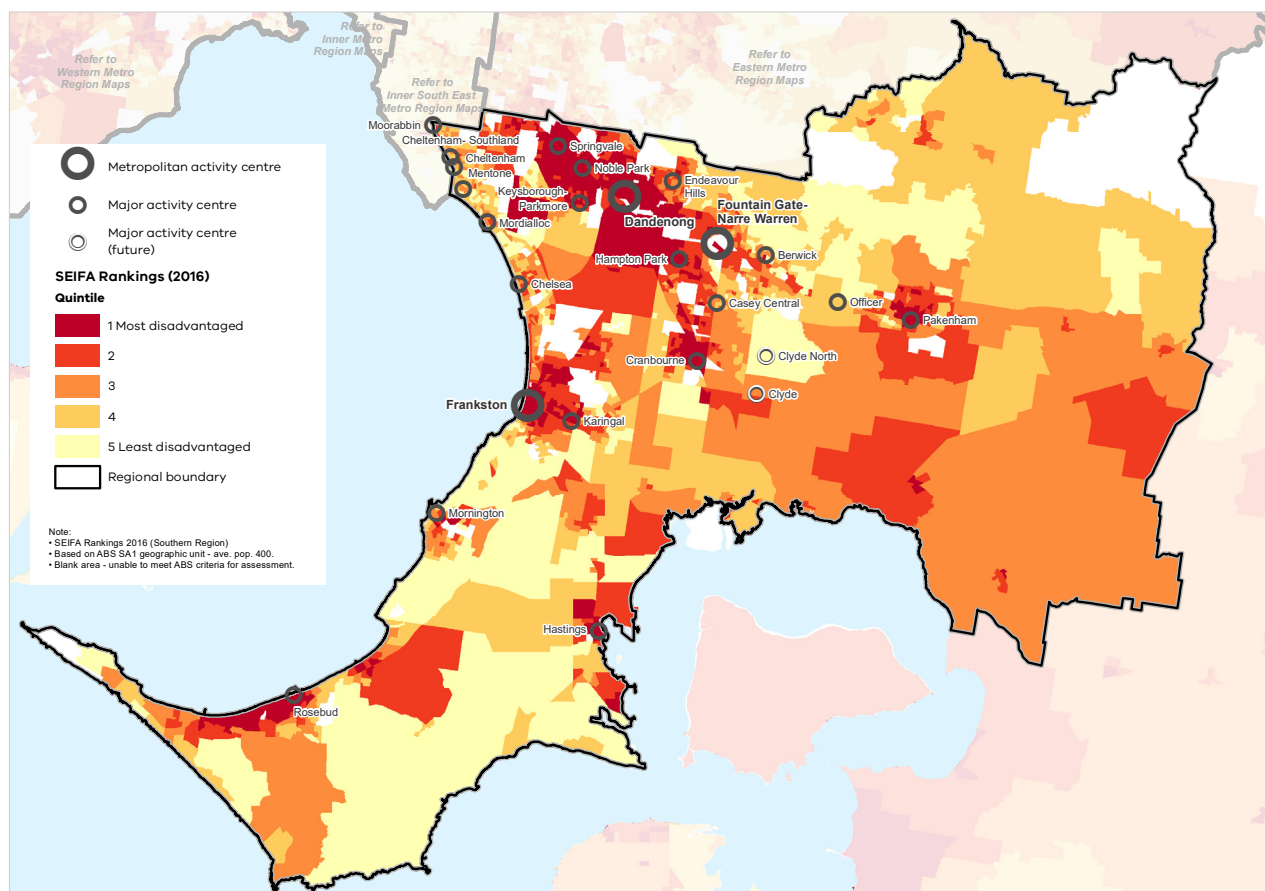 Refer to
Western Metro
Region Maps
Refer to
Inner Metro
Region Maps
Refer to
Inner South East
Metro Region Maps
Refer to
Eastern Metro
Region Maps
Metropolitan activity centre
Major activity centre
Major activity centre
(future)
SEIFA Rankings (2016)
Quintile
1 Most disadvantaged
2
3
4
5 Least disadvantaged
Regional boundary
Note:
• SEIFA Rankings 2016 (Southern Region)
• Based on ABS SA1 geographic unit - ave. pop. 400.
• Blank area - unable to meet ABS criteria for assessment.
Moorabbin
Cheltenham- Southland
Cheltenham
Mentone
Springvale
Noble Park
Keysborough-
Parkmore
Endeavour
Hills
Mordialloc
Dandenong
Fountain Gate-
Narre Warren
Hampton Park
Berwick
Chelsea
Casey Central
Officer
Pakenham
Cranbourne
Clyde North
Clyde
Frankston
Karingal
Mornington
Hastings
Rosebud